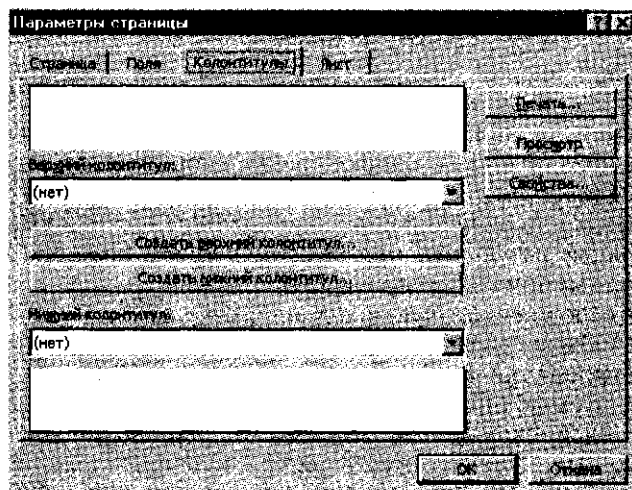 Параметры страницы
Страница Поля Колонтитулы Лист
Печать...
Верхний колонтитул:
Просмотр
(нет)
Свойства...
Создать верхний колонтитул...
Создать нижний колонтитул...
Нижний колонтитул:
(нет)
OK Отмена